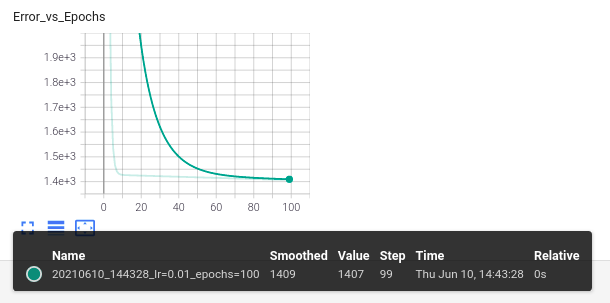 Error_vs_Epochs
1.9e+3
1.8e+3
1.7e+3
1.6e+3
1.5e+3
1.4e+3
0 20 40 60 80 100
Name Smoothed Value Step Time Relative
20210610_144328_lr=0.01_epochs=100 1409 1407 99 Thu Jun 10, 14:43:28 0s